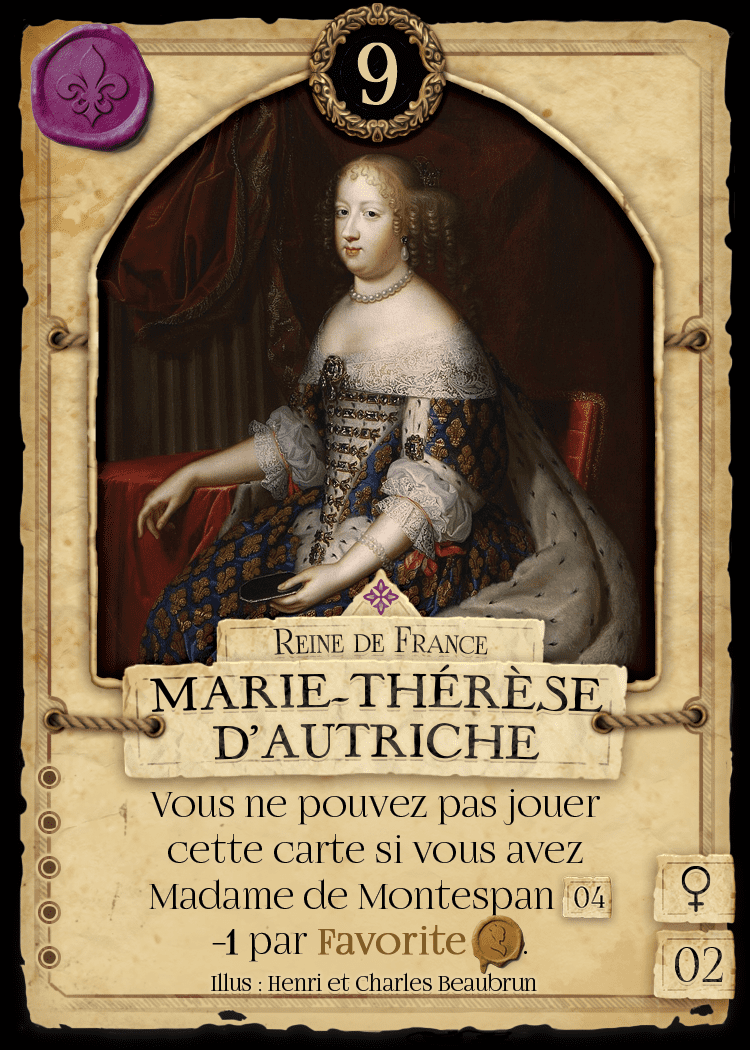 9
Reine de France
MARIE-THÉRÈSE
D'AUTRICHE
Vous ne pouvez pas jouer
cette carte si vous avez
Madame de Montespan 04
-1 par Favorite.
Illus : Henri et Charles Beaubrun
♀
02